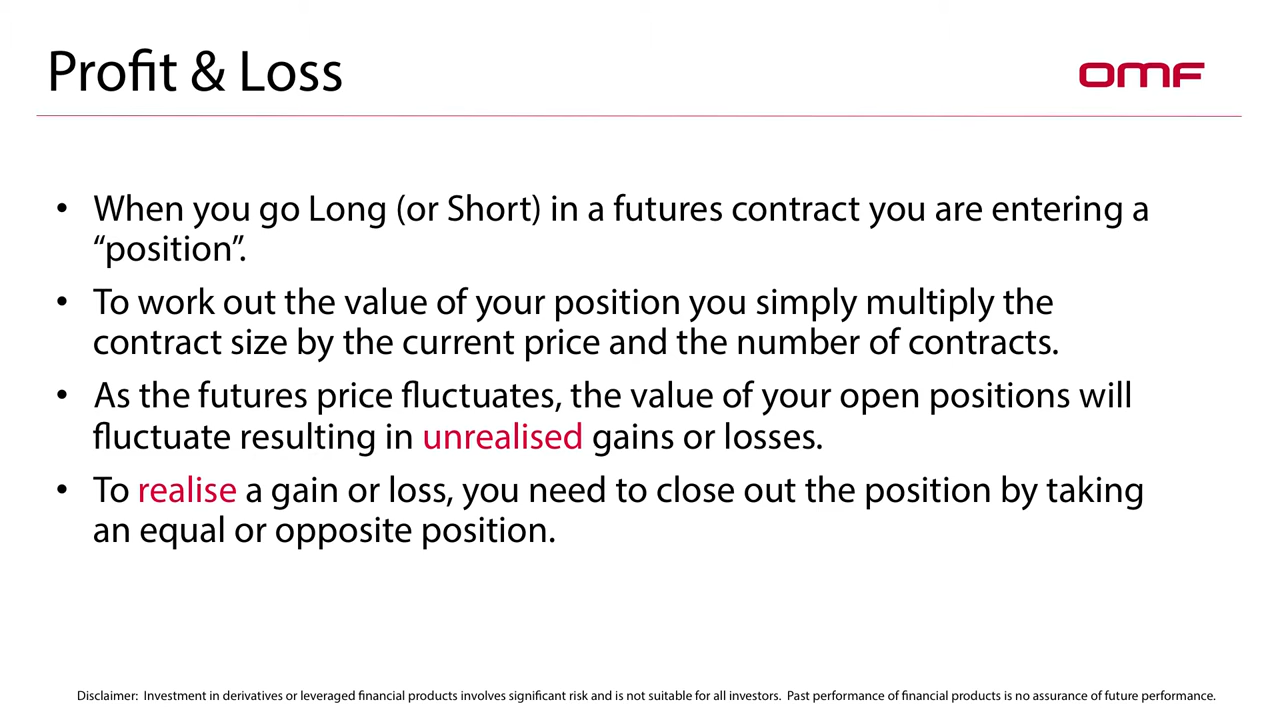 Profit & Loss
OMF
• When you go Long (or Short) in a futures contract you are entering a
“position”.
• To work out the value of your position you simply multiply the
contract size by the current price and the number of contracts.
• As the futures price fluctuates, the value of your open positions will
fluctuate resulting in unrealised gains or losses.
• To realise a gain or loss, you need to close out the position by taking
an equal or opposite position.
Disclaimer: Investment in derivatives or leveraged financial products involves significant risk and is not suitable for all investors. Past performance of financial products is no assurance of future performance.